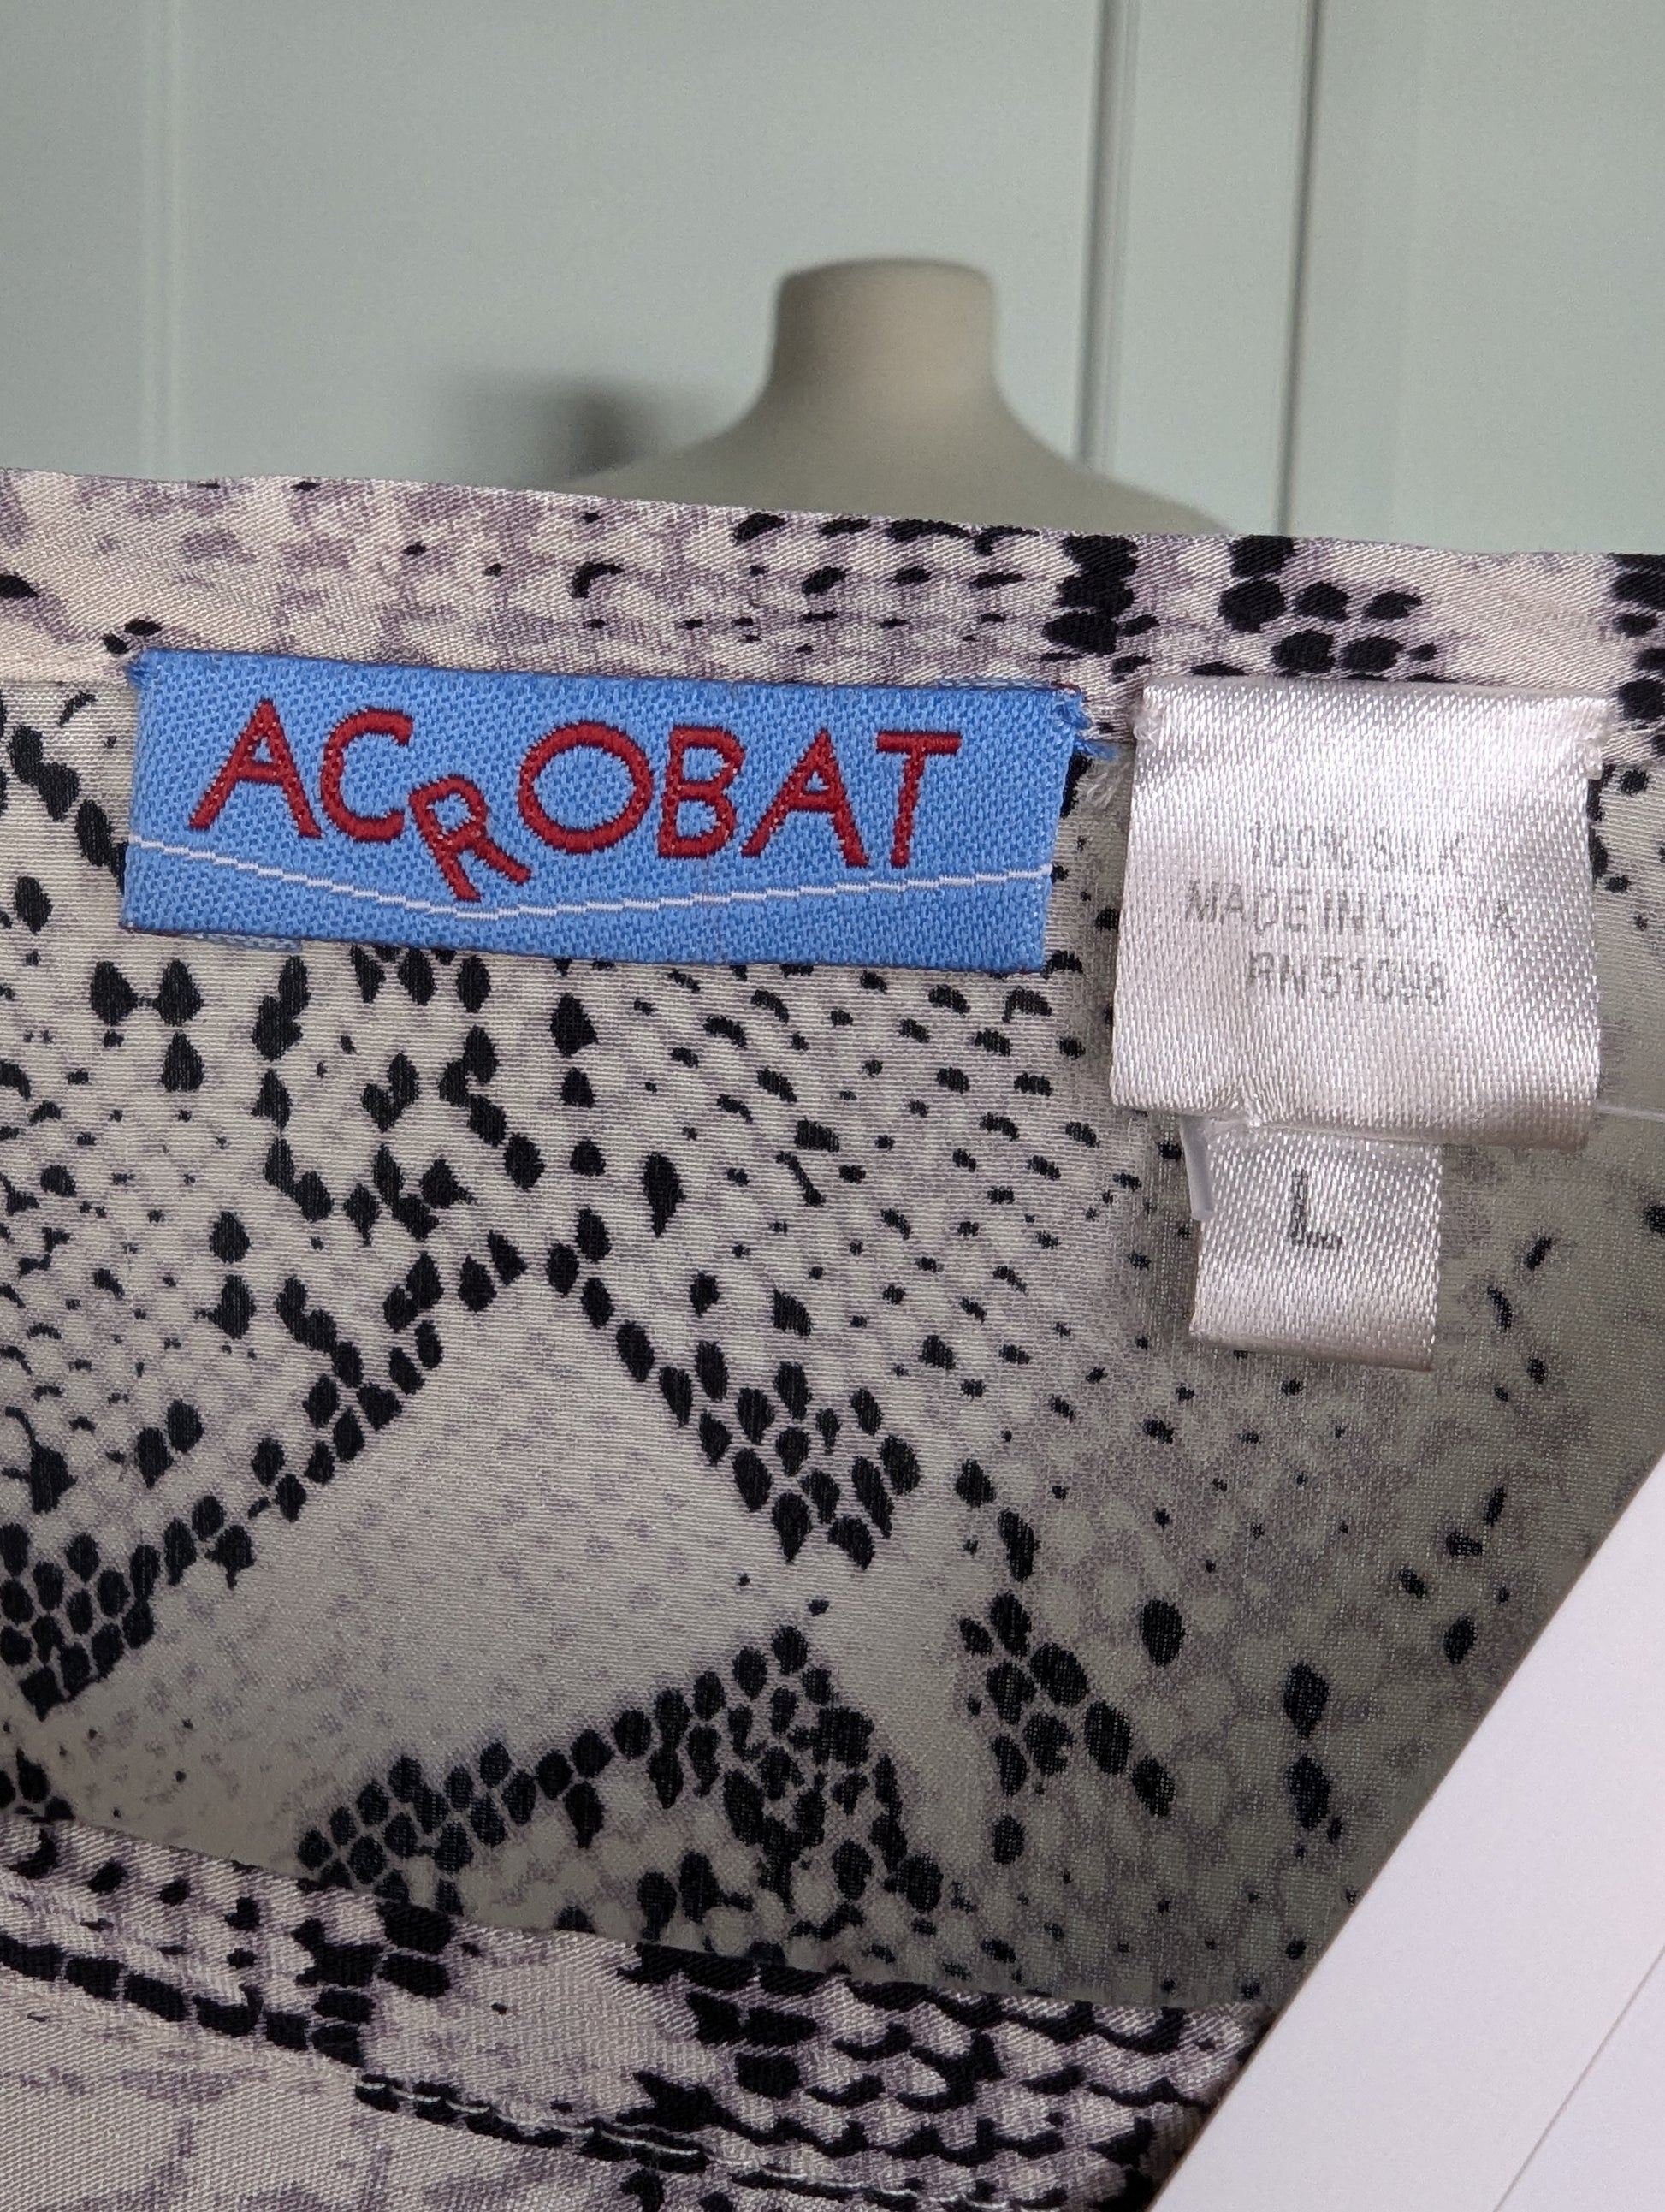 ACROBAT
100% SILK
MADE IN CHINA
RN 51098
L